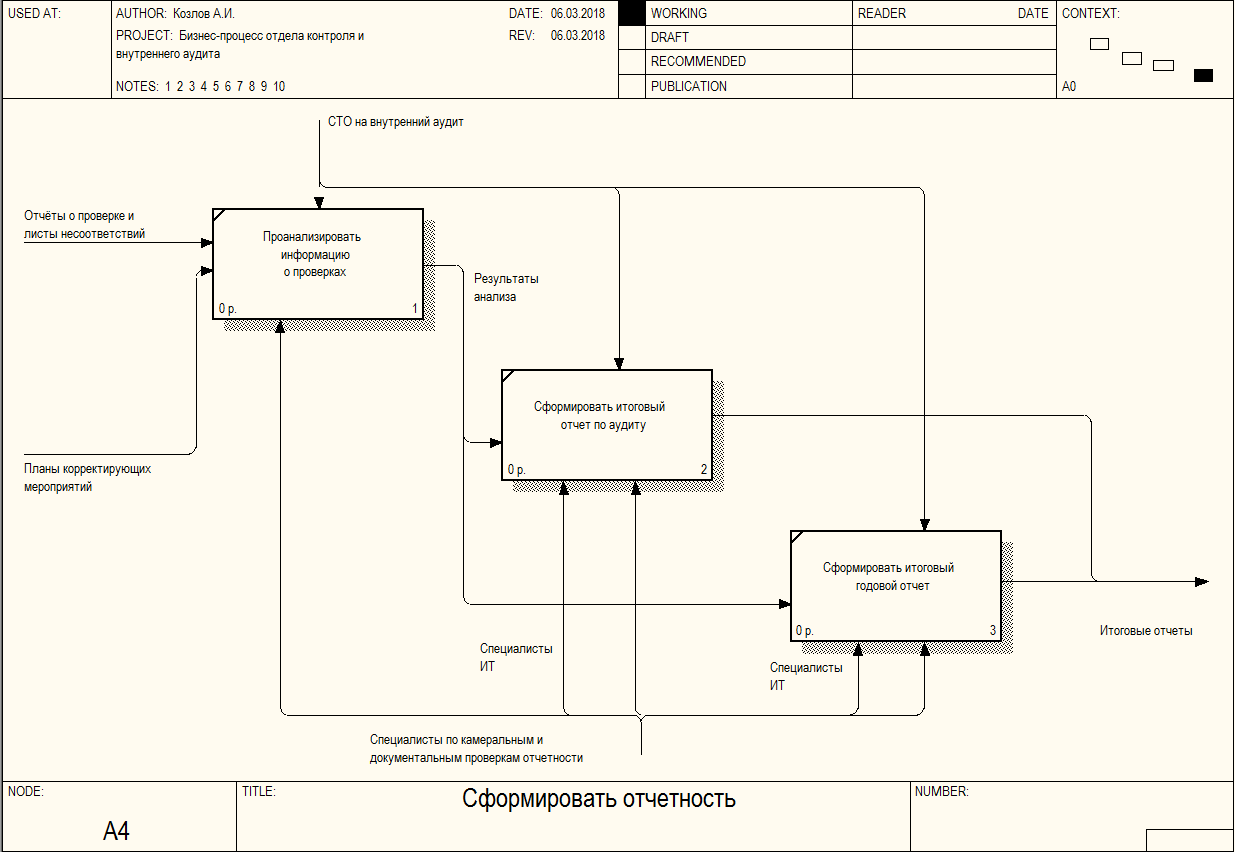 USED AT:
AUTHOR: Козлов А.И.
DATE: 06.03.2018
PROJECT: Бизнес-процесс отдела контроля и
внутреннего аудита
REV: 06.03.2018
NOTES: 1 2 3 4 5 6 7 8 9 10
WORKING
DRAFT
RECOMMENDED
PUBLICATION
READER DATE
CONTEXT:
A0
СТО на внутренний аудит
Отчёты о проверке и
листы несоответствий
Проанализировать
информацию
о проверках
0 р. 1
Результаты
анализа
Сформировать итоговый
отчет по аудиту
0 р. 2
Планы корректирующих
мероприятий
Сформировать итоговый
годовой отчет
0 р. 3
Итоговые отчеты
Специалисты
ИТ
Специалисты
ИТ
Специалисты по камеральным и
документальным проверкам отчетности
NODE:
A4
TITLE:
Сформировать отчетность
NUMBER: